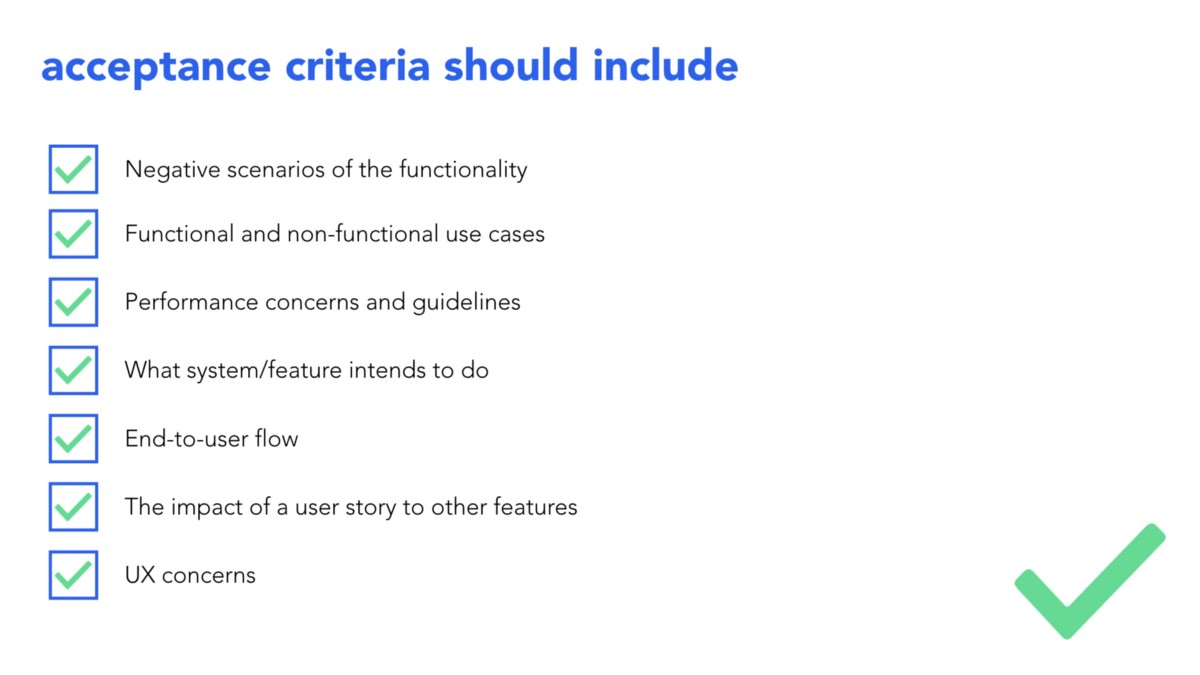 acceptance criteria should include
Negative scenarios of the functionality
Functional and non-functional use cases
Performance concerns and guidelines
What system/feature intends to do
End-to-user flow
The impact of a user story to other features
UX concerns